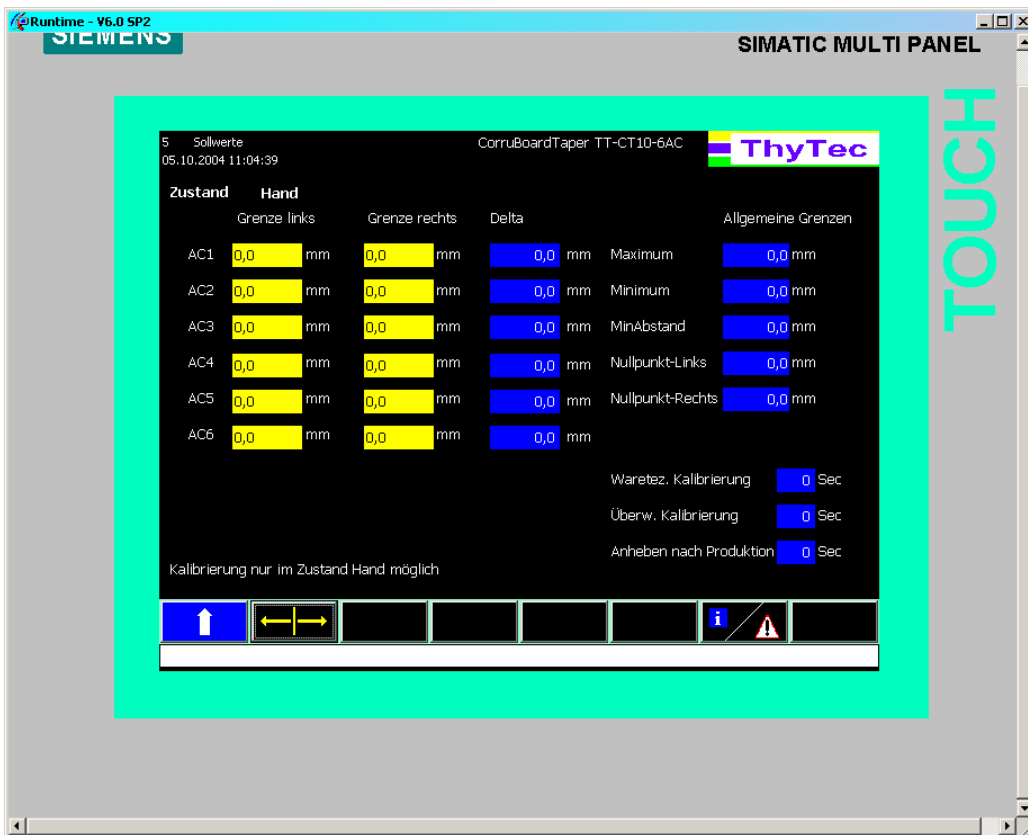 Runtime - V6.0 SP2
SIEMENS
SIMATIC MULTI PANEL
TOUCH
5 Sollwerte CorruBoardTaper TT-CT10-6AC ThyTec
05.10.2004 11:04:39
Zustand Hand
Grenze links Grenze rechts Delta Allgemeine Grenzen
AC1 0,0 mm 0,0 mm 0,0 mm Maximum 0,0 mm
AC2 0,0 mm 0,0 mm 0,0 mm Minimum 0,0 mm
AC3 0,0 mm 0,0 mm 0,0 mm MinAbstand 0,0 mm
AC4 0,0 mm 0,0 mm 0,0 mm Nullpunkt-Links 0,0 mm
AC5 0,0 mm 0,0 mm 0,0 mm Nullpunkt-Rechts 0,0 mm
AC6 0,0 mm 0,0 mm 0,0 mm
Waretez. Kalibrierung 0 Sec
Überw. Kalibrierung 0 Sec
Anheben nach Produktion 0 Sec
Kalibrierung nur im Zustand Hand möglich
i